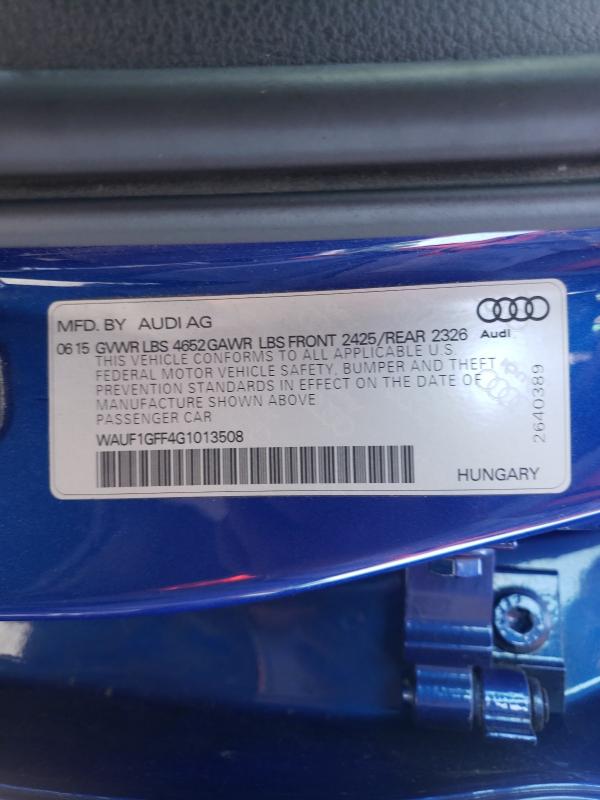 MFD. BY AUDI AG
06 15 GVWR LBS 4652 GAWR LBS FRONT 2425/REAR 2326
Audi
THIS VEHICLE CONFORMS TO ALL APPLICABLE U.S.
FEDERAL MOTOR VEHICLE SAFETY, BUMPER AND THEFT
PREVENTION STANDARDS IN EFFECT ON THE DATE OF
MANUFACTURE SHOWN ABOVE
PASSENGER CAR
WAUF1GFF4G1013508
HUNGARY
2640389